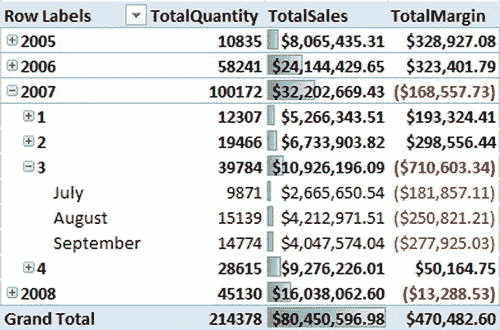 Row Labels TotalQuantity TotalSales TotalMargin
2005 10835 $8,065,435.31 $328,927.08
2006 58241 $24,144,429.65 $323,401.79
2007 100172 $32,202,669.43 ($168,557.73)
1 12307 $5,266,343.51 $193,324.41
2 19466 $6,733,903.82 $298,556.44
3 39784 $10,926,196.09 ($710,603.34)
July 9871 $2,665,650.54 ($181,857.11)
August 15139 $4,212,971.51 ($250,821.21)
September 14774 $4,047,574.04 ($277,925.03)
4 28615 $9,276,226.01 $50,164.75
2008 45130 $16,038,062.60 ($13,288.53)
Grand Total 214378 $80,450,596.98 $470,482.60